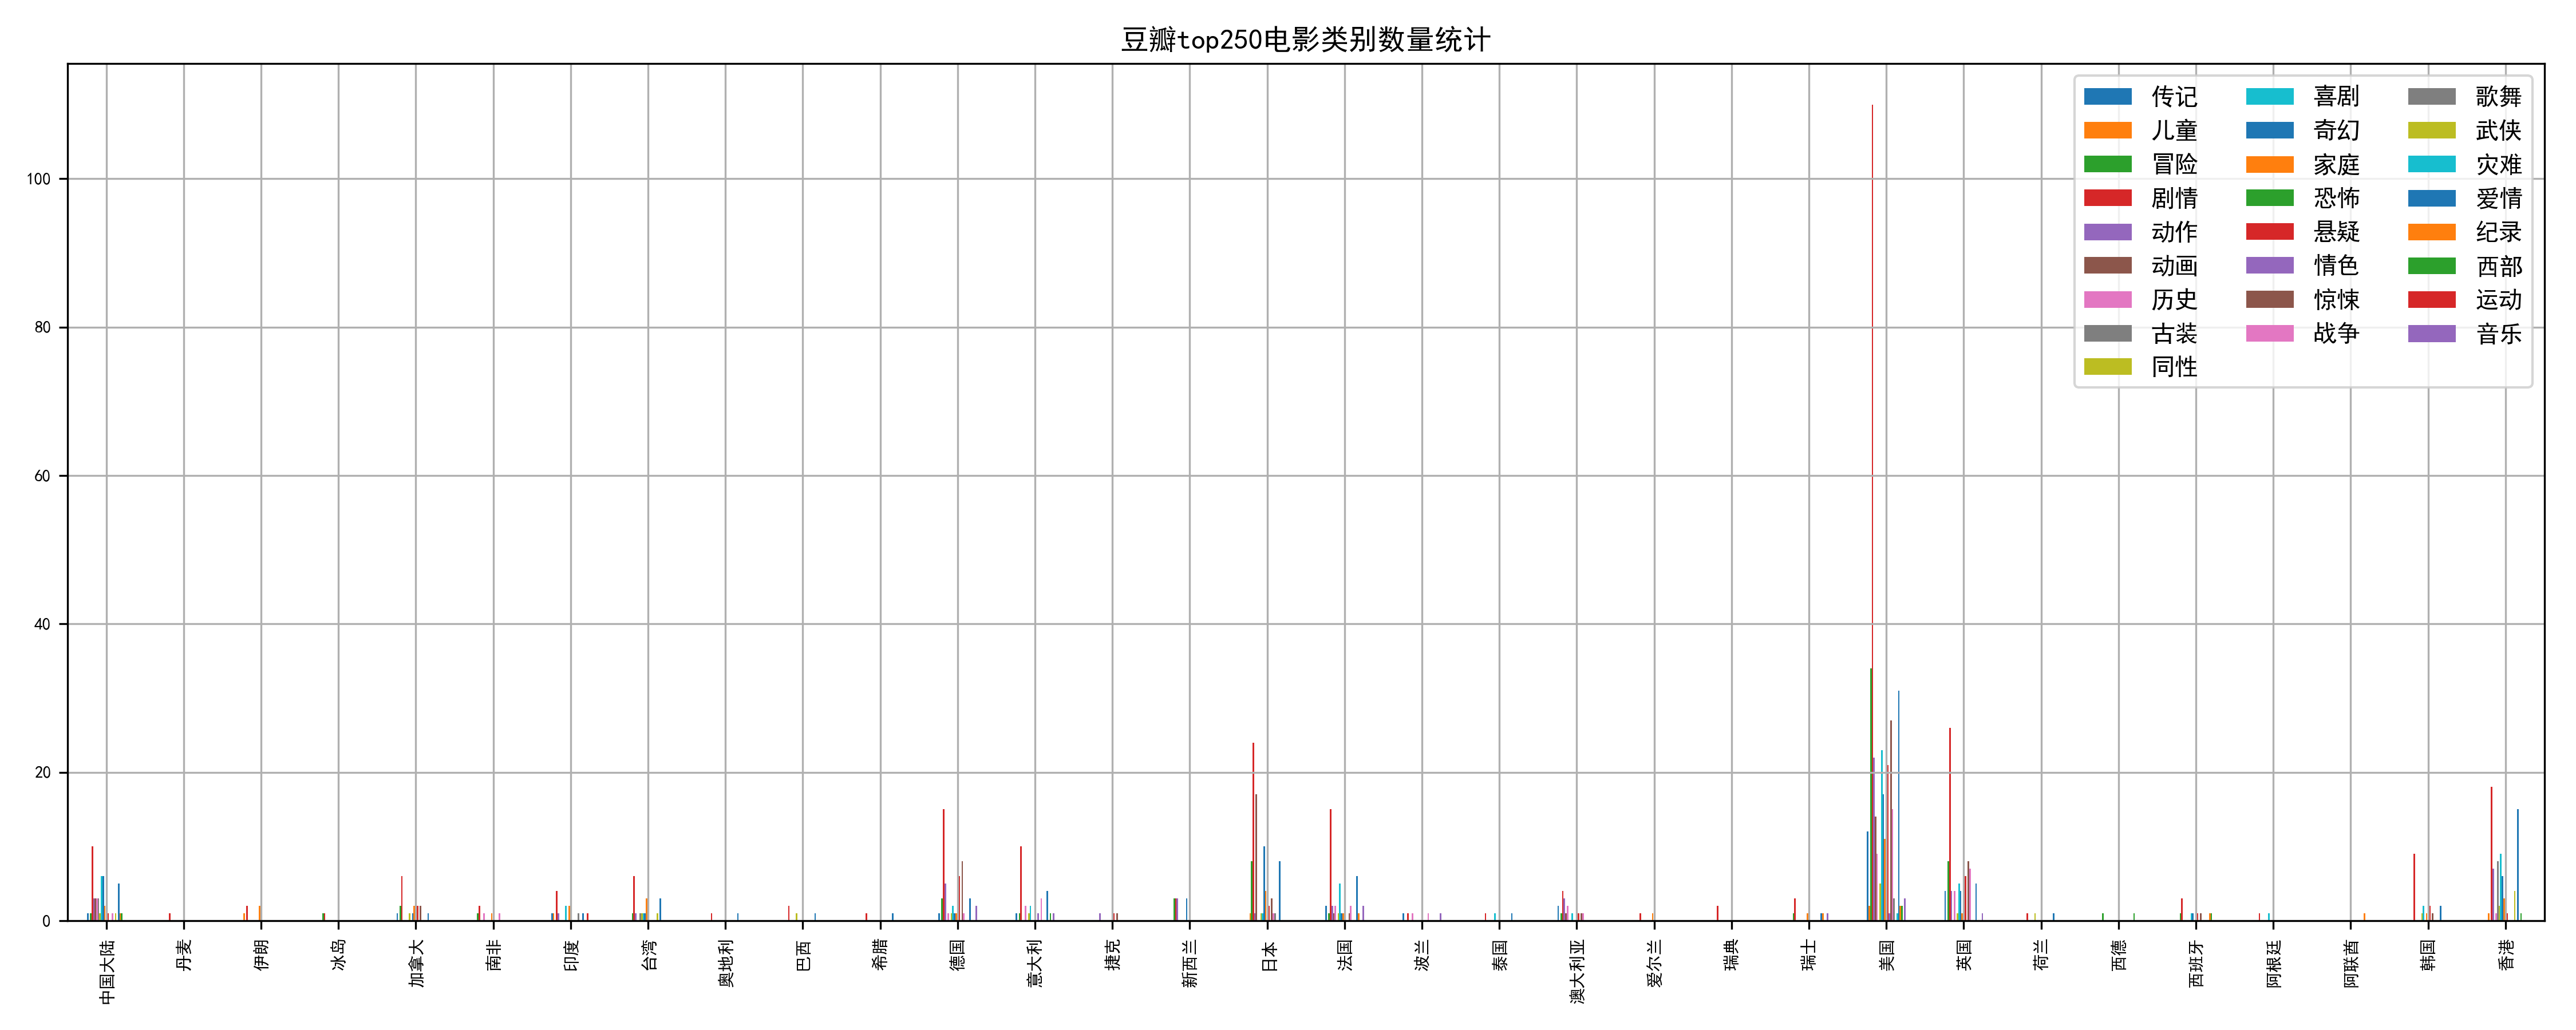 豆瓣top250电影类别数量统计
100
80
60
40
20
0
传记
儿童
冒险
剧情
动作
动画
历史
古装
同性
喜剧
奇幻
家庭
恐怖
悬疑
情色
惊悚
战争
歌舞
武侠
灾难
爱情
纪录
西部
运动
音乐
中国大陆
丹麦
伊朗
冰岛
加拿大
南非
印度
台湾
奥地利
巴西
希腊
德国
意大利
捷克
新西兰
日本
法国
波兰
泰国
澳大利亚
爱尔兰
瑞典
瑞士
美国
英国
荷兰
西德
西班牙
阿根廷
阿联酋
韩国
香港